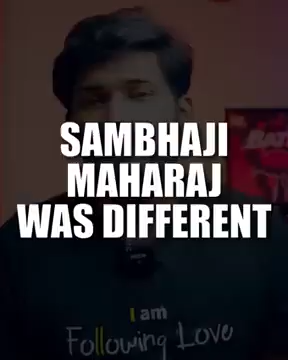 SAMBHAJI
MAHARAJ
WAS DIFFERENT
I am
Following Love